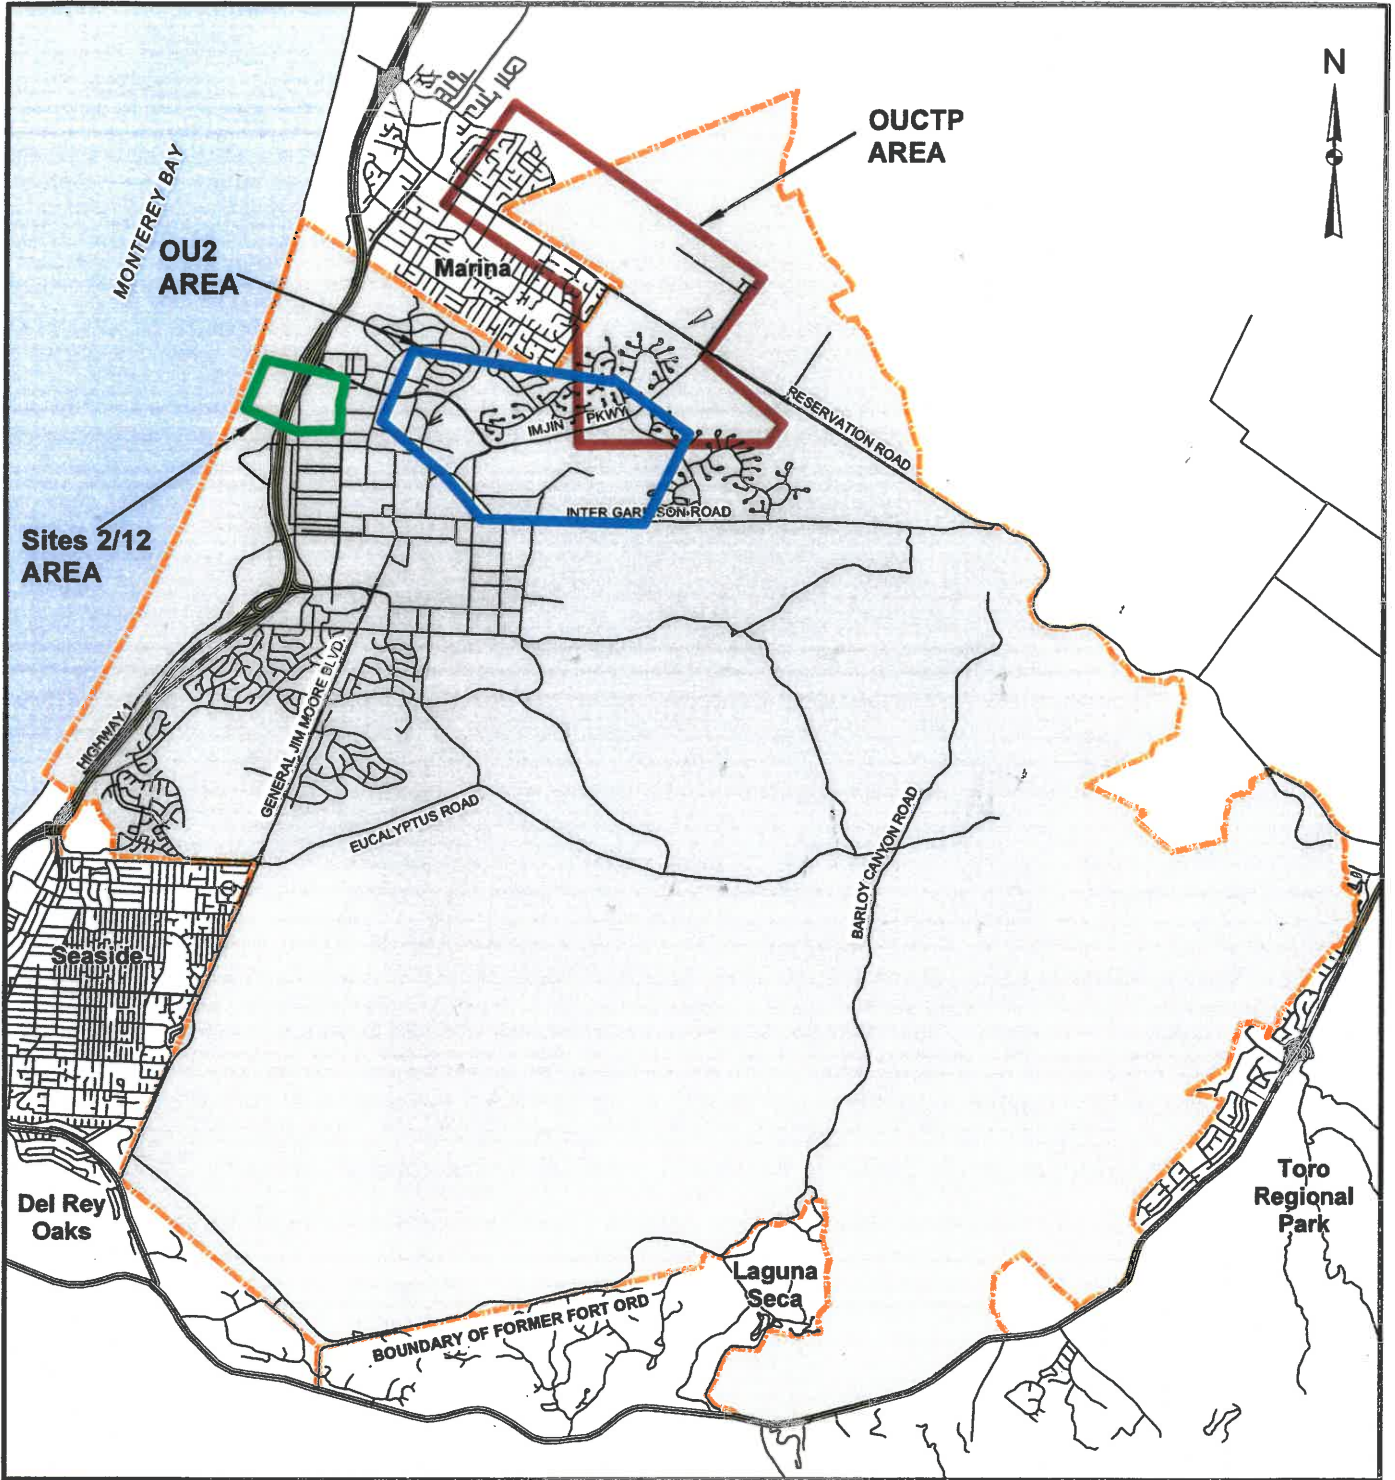 N
OUCTP
AREA
MONTEREY BAY
OU2
AREA
Marina
RESERVATION ROAD
IMJIN PKWY
INTER GARRISON ROAD
Sites 2/12
AREA
HIGHWAY 1
GENERAL JIM MOORE BLVD.
EUCALYPTUS ROAD
BARLOY CANYON ROAD
Seaside
Del Rey
Oaks
Toro
Regional
Park
Laguna
Seca
BOUNDARY OF FORMER FORT ORD